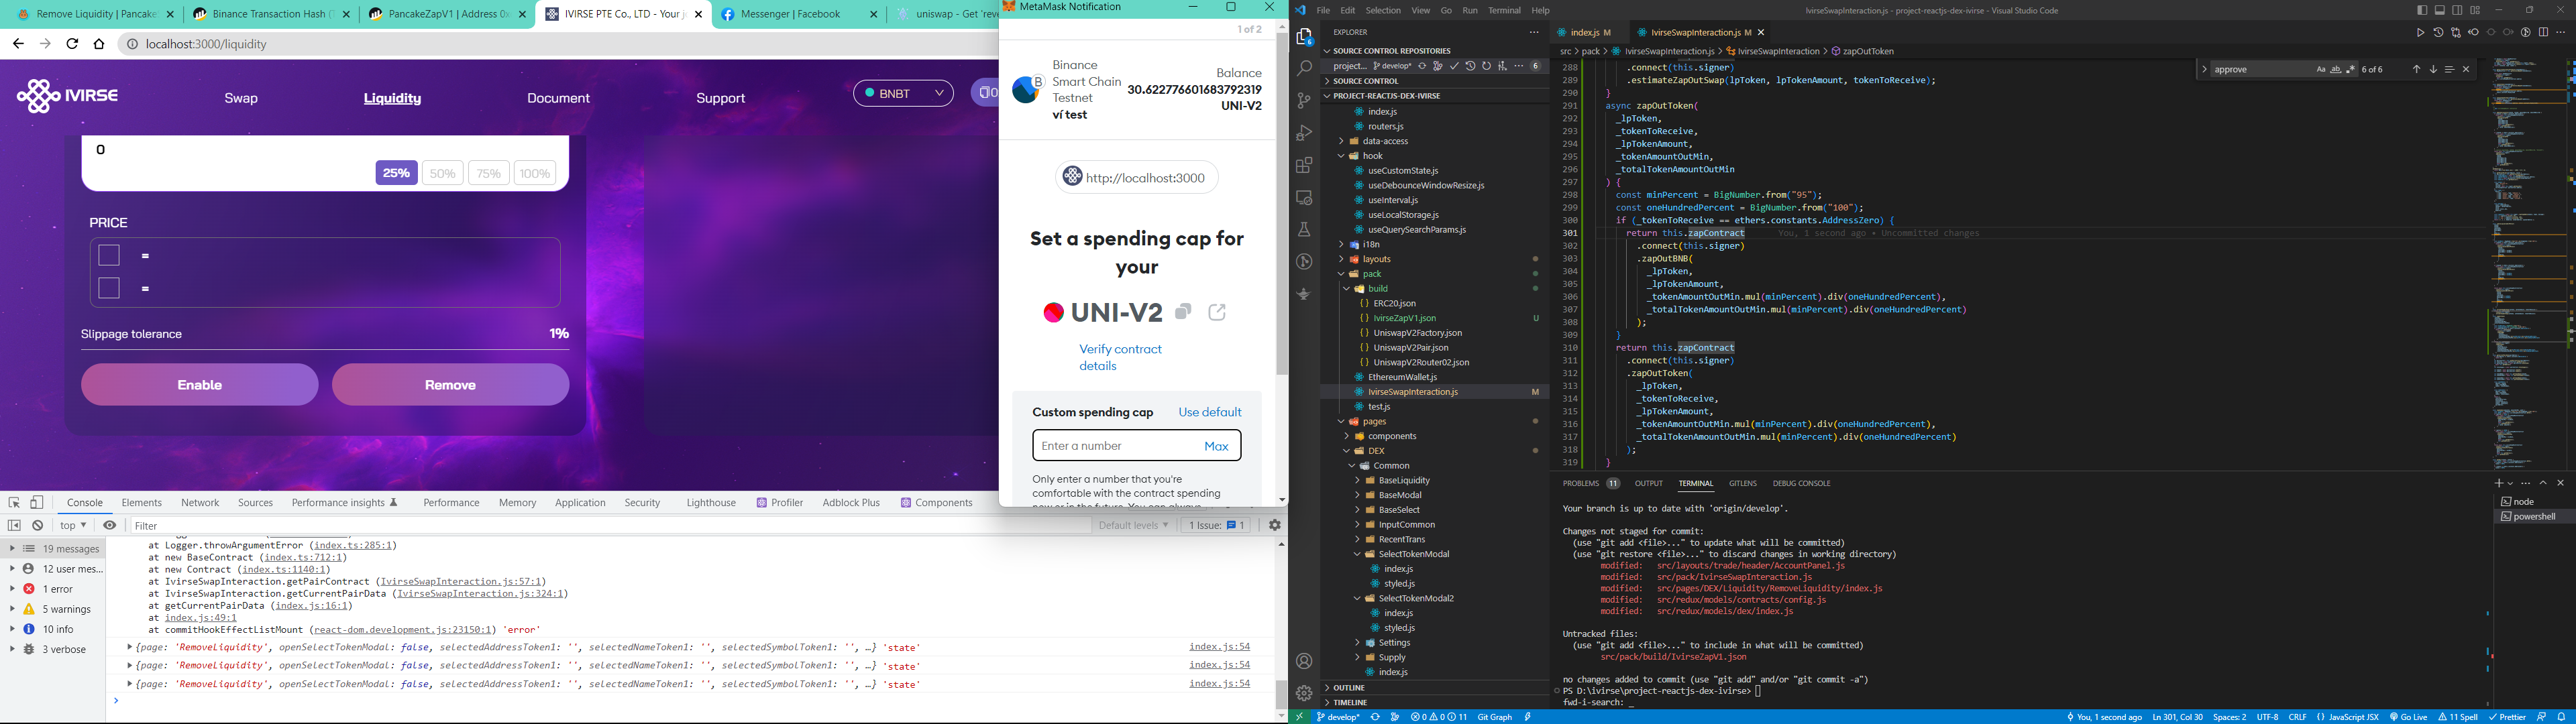 Remove Liquidity | Pancake
Binance Transaction Hash (T
PancakeZapV1 | Address 0x
IVIRSE PTE Co., LTD - Your jo
Messenger | Facebook
uniswap - Get 'reve
localhost:3000/liquidity
IVIRSE
Swap
Liquidity
Document
Support
BNBT
0
25%
50%
75%
100%
PRICE
=
=
Slippage tolerance
1%
Enable
Remove
MetaMask Notification
1 of 2
Binance Smart Chain Testnet
ví test
Balance
30.622776601683792319
UNI-V2
http://localhost:3000
Set a spending cap for
your
UNI-V2
Verify contract
details
Custom spending cap
Use default
Enter a number
Max
Only enter a number that you're
comfortable with the contract spending
now or in the future. You can always
Console
Elements
Network
Sources
Performance insights
Performance
Memory
Application
Security
Lighthouse
Profiler
Adblock Plus
Components
top
Filter
Default levels
1 Issue: 1
19 messages
12 user mes...
1 error
5 warnings
10 info
3 verbose
at Logger.throwArgumentError (index.ts:285:1)
at new BaseContract (index.ts:712:1)
at new Contract (index.ts:1140:1)
at IvirseSwapInteraction.getPairContract (IvirseSwapInteraction.js:57:1)
at IvirseSwapInteraction.getCurrentPairData (IvirseSwapInteraction.js:324:1)
at getCurrentPairData (index.js:16:1)
at index.js:49:1
at commitHookEffectListMount (react-dom.development.js:23150:1) 'error'
{page: 'RemoveLiquidity', openSelectTokenModal: false, selectedAddressToken1: '', selectedNameToken1: '', selectedSymbolToken1: '', …} 'state' index.js:54
{page: 'RemoveLiquidity', openSelectTokenModal: false, selectedAddressToken1: '', selectedNameToken1: '', selectedSymbolToken1: '', …} 'state' index.js:54
{page: 'RemoveLiquidity', openSelectTokenModal: false, selectedAddressToken1: '', selectedNameToken1: '', selectedSymbolToken1: '', …} 'state' index.js:54
File Edit Selection View Go Run Terminal Help
IvirseSwapInteraction.js - project-reactjs-dex-ivirse - Visual Studio Code
EXPLORER
SOURCE CONTROL REPOSITORIES
project... develop* 6
SOURCE CONTROL
PROJECT-REACTJS-DEX-IVIRSE
index.js
routers.js
data-access
hook
useCustomState.js
useDebounceWindowResize.js
useInterval.js
useLocalStorage.js
useQuerySearchParams.js
i18n
layouts
pack
build
ERC20.json
IvirseZapV1.json U
UniswapV2Factory.json
UniswapV2Pair.json
UniswapV2Router02.json
EthereumWallet.js
IvirseSwapInteraction.js M
test.js
pages
components
DEX
Common
BaseLiquidity
BaseModal
BaseSelect
InputCommon
RecentTrans
SelectTokenModal
index.js
styled.js
SelectTokenModal2
index.js
styled.js
Settings
Supply
index.js
OUTLINE
TIMELINE
index.js M
IvirseSwapInteraction.js M
src > pack > IvirseSwapInteraction.js > IvirseSwapInteraction > zapOutToken
approve
6 of 6
288 .connect(this.signer)
289 .estimateZapOutSwap(lpToken, lpTokenAmount, tokenToReceive);
290 }
291 async zapOutToken(
292 _lpToken,
293 _tokenToReceive,
294 _lpTokenAmount,
295 _tokenAmountOutMin,
296 _totalTokenAmountOutMin
297 ) {
298 const minPercent = BigNumber.from("95");
299 const oneHundredPercent = BigNumber.from("100");
300 if (_tokenToReceive == ethers.constants.AddressZero) {
301 return this.zapContract You, 1 second ago • Uncommitted changes
302 .connect(this.signer)
303 .zapOutBNB(
304 _lpToken,
305 _lpTokenAmount,
306 _tokenAmountOutMin.mul(minPercent).div(oneHundredPercent),
307 _totalTokenAmountOutMin.mul(minPercent).div(oneHundredPercent)
308 );
309 }
310 return this.zapContract
311 .connect(this.signer)
312 .zapOutToken(
313 _lpToken,
314 _tokenToReceive,
315 _lpTokenAmount,
316 _tokenAmountOutMin.mul(minPercent).div(oneHundredPercent),
317 _totalTokenAmountOutMin.mul(minPercent).div(oneHundredPercent)
318 );
319 }
PROBLEMS 11 OUTPUT TERMINAL GITLENS DEBUG CONSOLE
node
powershell
Your branch is up to date with 'origin/develop'.
Changes not staged for commit:
(use "git add <file>..." to update what will be committed)
(use "git restore <file>..." to discard changes in working directory)
modified: src/layouts/trade/header/AccountPanel.js
modified: src/pack/IvirseSwapInteraction.js
modified: src/pages/DEX/Liquidity/RemoveLiquidity/index.js
modified: src/redux/models/contracts/config.js
modified: src/redux/models/dex/index.js
Untracked files:
(use "git add <file>..." to include in what will be committed)
src/pack/build/IvirseZapV1.json
no changes added to commit (use "git add" and/or "git commit -a")
PS D:\ivirse\project-reactjs-dex-ivirse>
fwd-i-search: _
develop* 0 0 11 Git Graph
You, 1 second ago Ln 301, Col 30 Spaces: 2 UTF-8 CRLF JavaScript JSX Go Live 11 Spell Prettier